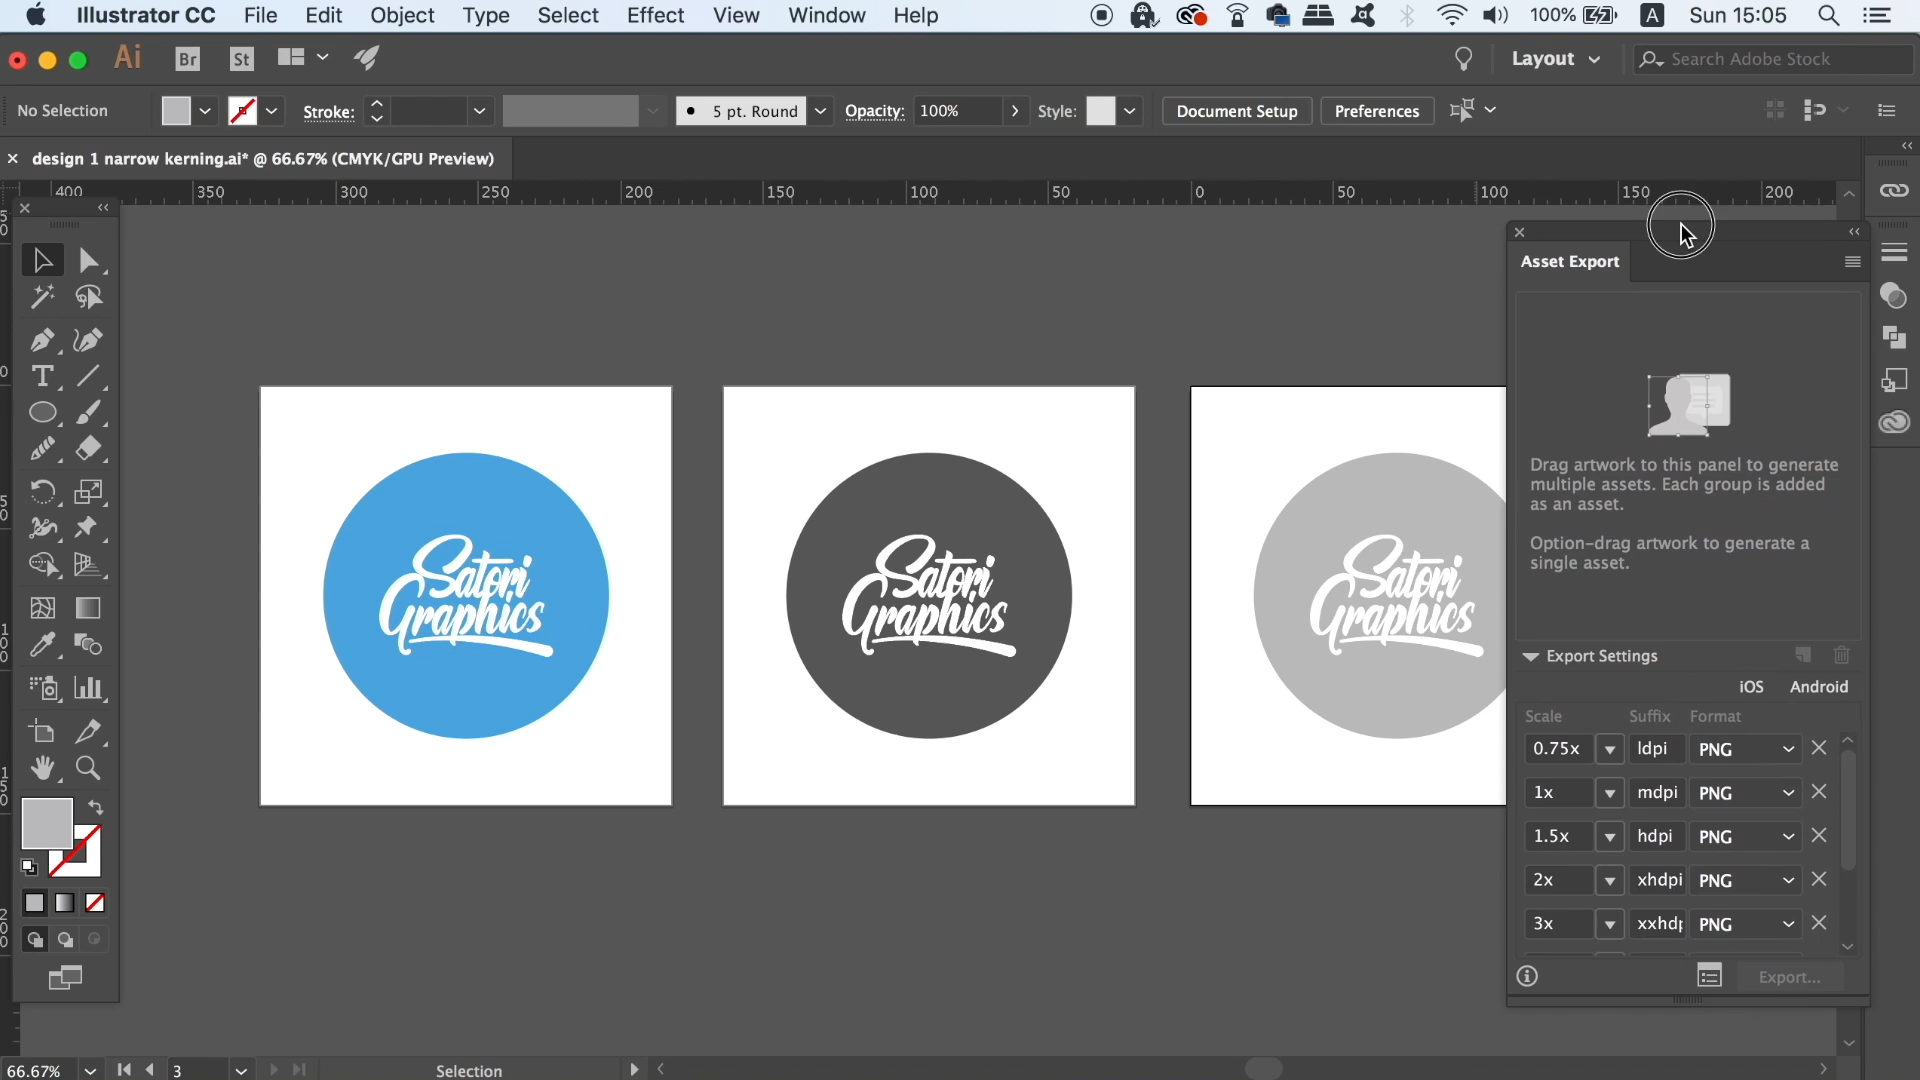 Illustrator CC File Edit Object Type Select Effect View Window Help 100% A Sun 15:05
Ai Br St Layout Search Adobe Stock
No Selection Stroke: 5 pt. Round Opacity: 100% Style: Document Setup Preferences
design 1 narrow kerning.ai* @ 66.67% (CMYK/GPU Preview)
400 350 300 250 200 150 100 50 0 50 100 150 200
Asset Export
Satori
Graphics
Satori
Graphics
Satori
Graphics
Drag artwork to this panel to generate
multiple assets. Each group is added
as an asset.
Option-drag artwork to generate a
single asset.
Export Settings
iOS Android
Scale Suffix Format
0.75x ldpi PNG
1x mdpi PNG
1.5x hdpi PNG
2x xhdpi PNG
3x xxhdp PNG
Export...
66.67% 3 Selection